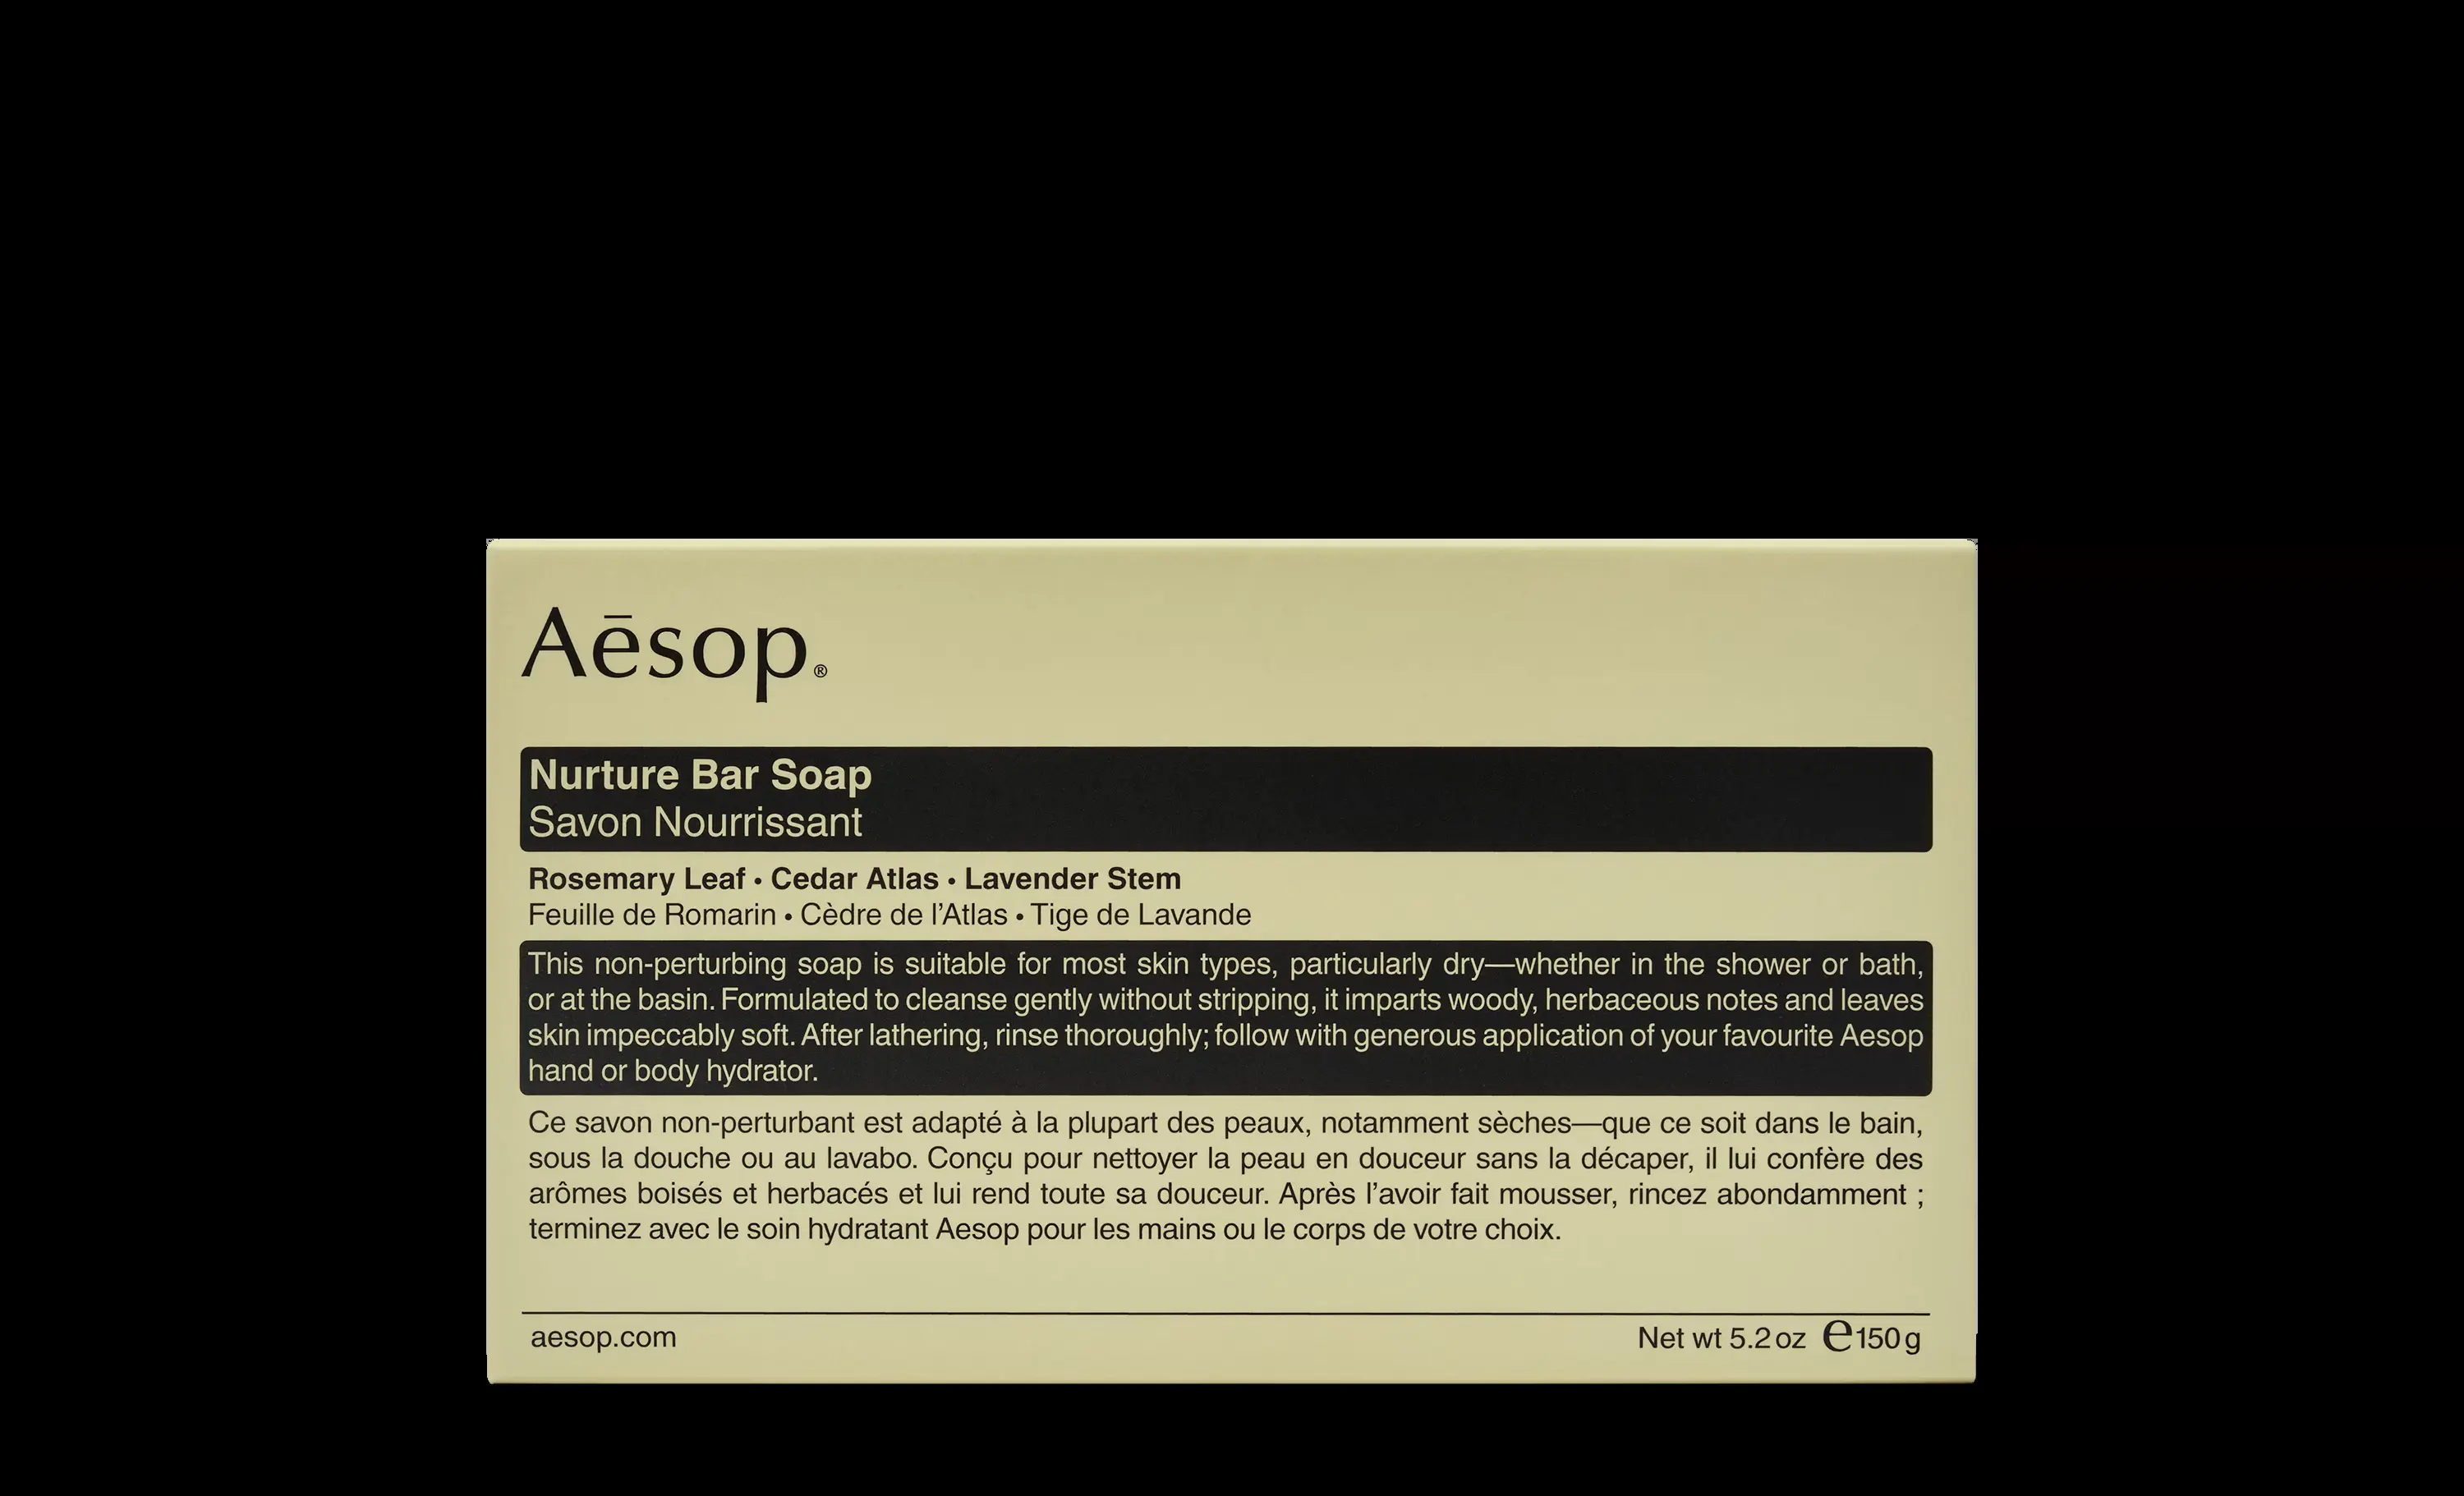 Aēsop®
Nurture Bar Soap
Savon Nourrissant
Rosemary Leaf • Cedar Atlas • Lavender Stem
Feuille de Romarin • Cèdre de l’Atlas • Tige de Lavande
This non-perturbing soap is suitable for most skin types, particularly dry—whether in the shower or bath,
or at the basin. Formulated to cleanse gently without stripping, it imparts woody, herbaceous notes and leaves
skin impeccably soft. After lathering, rinse thoroughly; follow with generous application of your favourite Aesop
hand or body hydrator.
Ce savon non-perturbant est adapté à la plupart des peaux, notamment sèches—que ce soit dans le bain,
sous la douche ou au lavabo. Conçu pour nettoyer la peau en douceur sans la décaper, il lui confère des
arômes boisés et herbacés et lui rend toute sa douceur. Après l’avoir fait mousser, rincez abondamment ;
terminez avec le soin hydratant Aesop pour les mains ou le corps de votre choix.
aesop.com
Net wt 5.2 oz ℮150 g